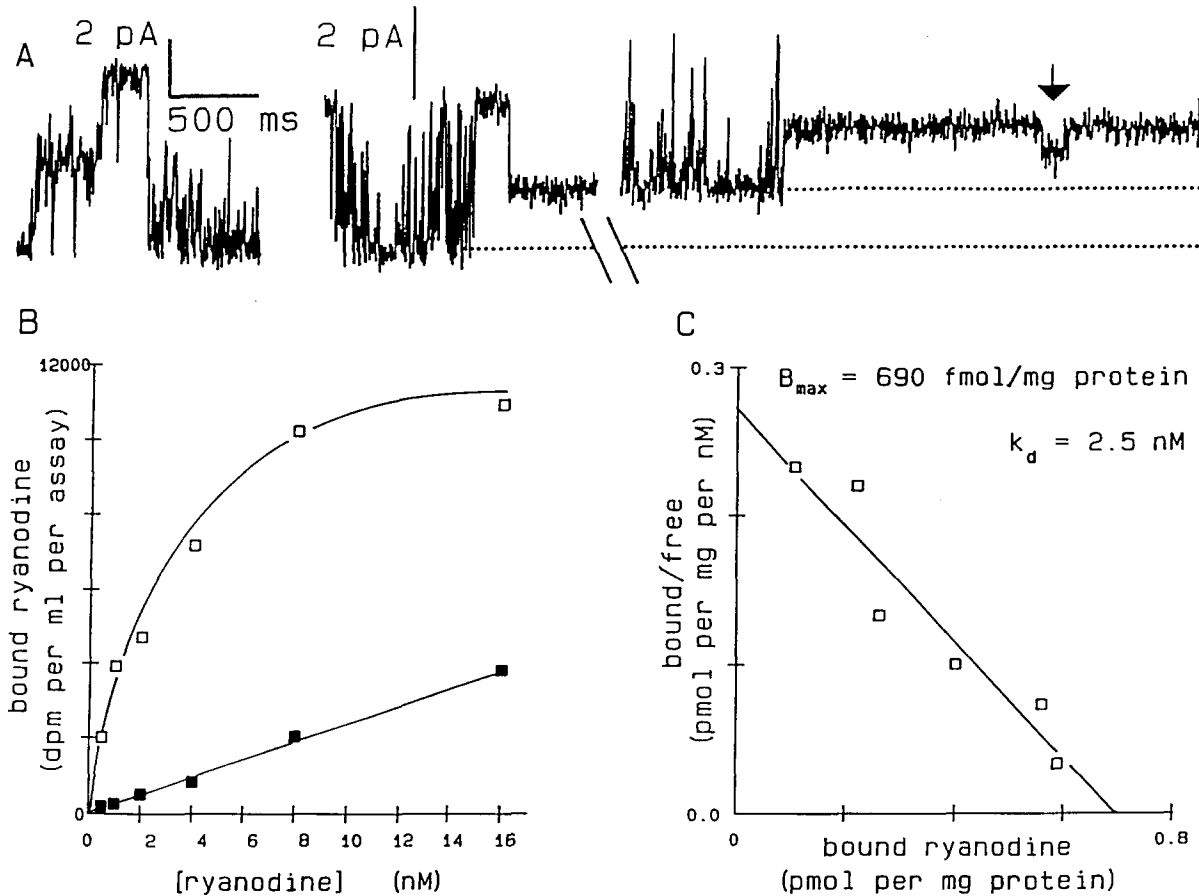 A
2 pA
500 ms
2 pA
B
12000
0
bound ryanodine
(dpm per ml per assay)
0 2 4 6 8 10 12 14 16
[ryanodine] (nM)
C
0.3
0.0
bound/free
(pmol per mg per nM)
Bmax = 690 fmol/mg protein
kd = 2.5 nM
0 0.8
bound ryanodine
(pmol per mg protein)